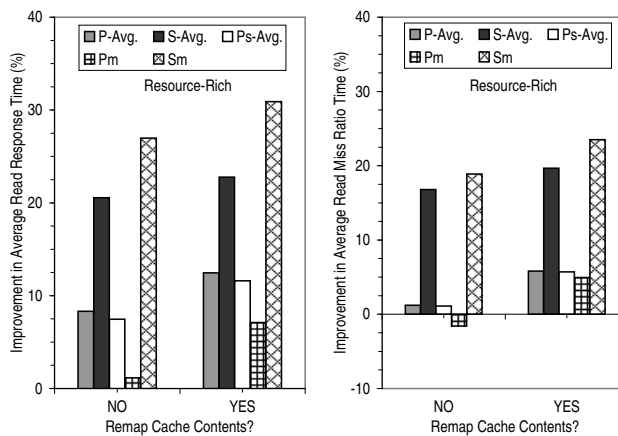 Improvement in Average Read Response Time (%)
40
30
20
10
0
P-Avg. S-Avg. Ps-Avg.
Pm Sm
Resource-Rich
NO YES
Remap Cache Contents?
Improvement in Average Read Miss Ratio Time (%)
40
30
20
10
0
-10
P-Avg. S-Avg. Ps-Avg.
Pm Sm
Resource-Rich
NO YES
Remap Cache Contents?